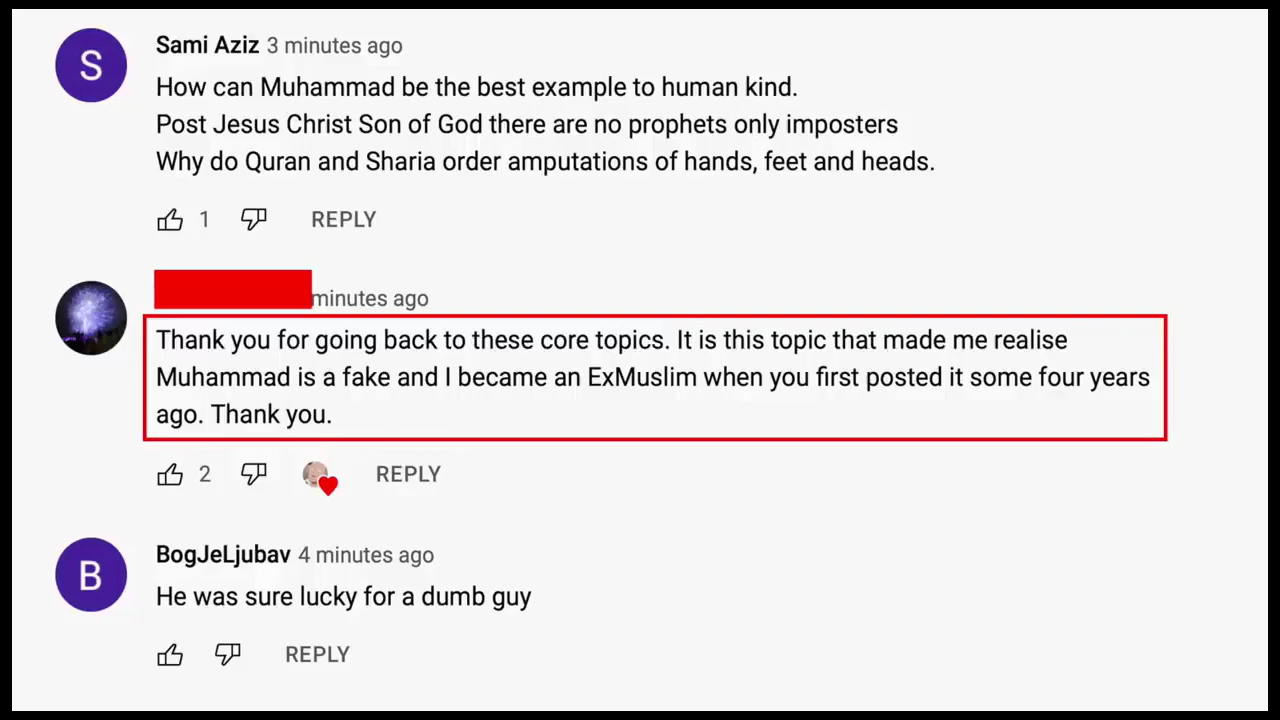 S
Sami Aziz 3 minutes ago
How can Muhammad be the best example to human kind.
Post Jesus Christ Son of God there are no prophets only imposters
Why do Quran and Sharia order amputations of hands, feet and heads.
1 REPLY
minutes ago
Thank you for going back to these core topics. It is this topic that made me realise
Muhammad is a fake and I became an ExMuslim when you first posted it some four years
ago. Thank you.
2 REPLY
B
BogJeLjubav 4 minutes ago
He was sure lucky for a dumb guy
REPLY